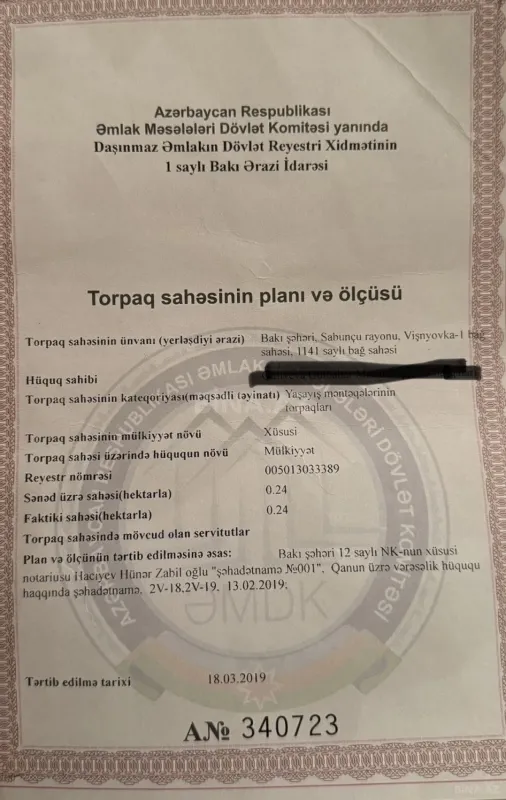 Azərbaycan Respublikası
Əmlak Məsələləri Dövlət Komitəsi yanında
Daşınmaz Əmlakın Dövlət Reyestri Xidmətinin
1 saylı Bakı Ərazi İdarəsi
Torpaq sahəsinin planı və ölçüsü
Torpaq sahəsinin ünvanı (yerləşdiyi ərazi) Bakı şəhəri, Sabunçu rayonu, Vişnyovka-1 bağ
sahəsi, 1141 saylı bağ sahəsi
Hüquq sahibi
Torpaq sahəsinin kateqoriyası(məqsədli təyinatı) Yaşayış məntəqələrinin
torpaqları
Torpaq sahəsinin mülkiyyət növü Xüsusi
Torpaq sahəsi üzərində hüququn növü Mülkiyyət
Reyestr nömrəsi 005013033389
Sənəd üzrə sahəsi(hektarla) 0.24
Faktiki sahəsi(hektarla) 0.24
Torpaq sahəsində mövcud olan servitutlar
Plan və ölçünün tərtib edilməsinə əsas: Bakı şəhəri 12 saylı NK-nun xüsusi
notariusu Hacıyev Hünər Zabil oğlu "şəhadətnamə №001", Qanun üzrə vərəsəlik hüququ
haqqında şəhadətnamə, 2V-18,2V-19, 13.02.2019;
ƏMDK
Tərtib edilmə tarixi 18.03.2019
A№ 340723
BINA.AZ